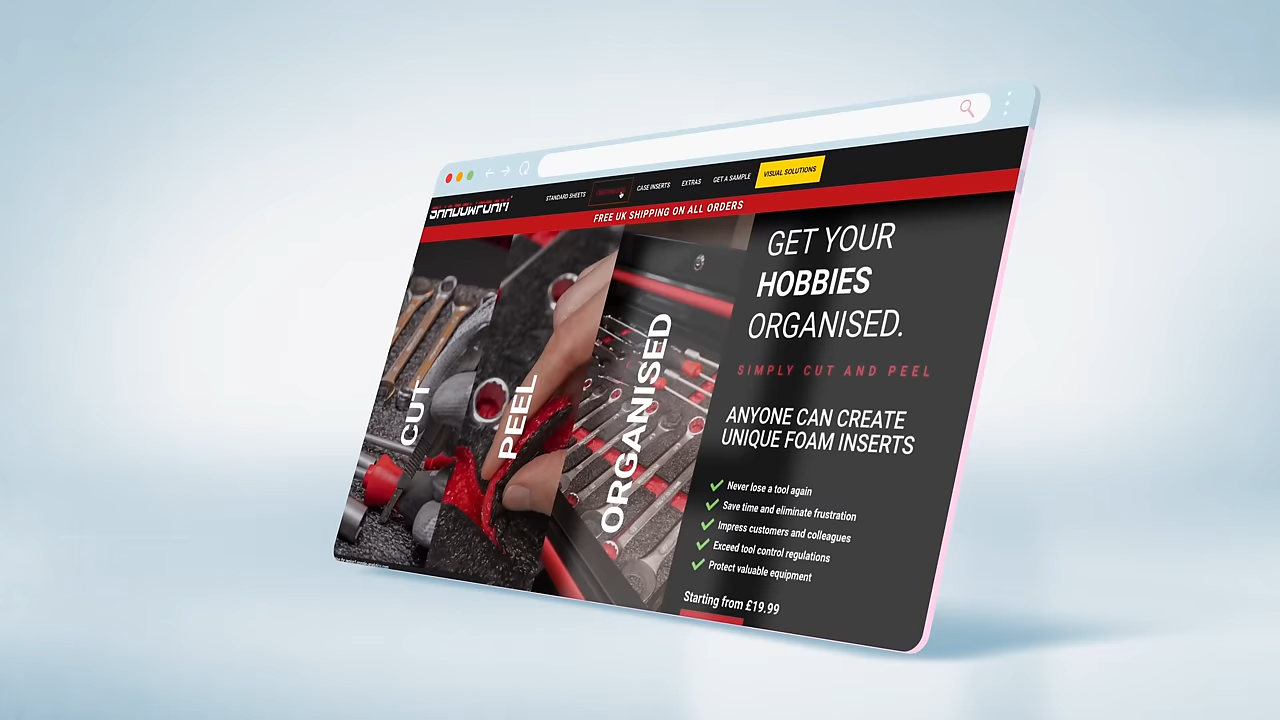 SHADOWFOAM
STANDARD SHEETS
CASE INSERTS
EXTRAS
GET A SAMPLE
VISUAL SOLUTIONS
FREE UK SHIPPING ON ALL ORDERS
CUT
PEEL
ORGANISED
GET YOUR
HOBBIES
ORGANISED.
SIMPLY CUT AND PEEL
ANYONE CAN CREATE
UNIQUE FOAM INSERTS
Never lose a tool again
Save time and eliminate frustration
Impress customers and colleagues
Exceed tool control regulations
Protect valuable equipment
Starting from £19.99